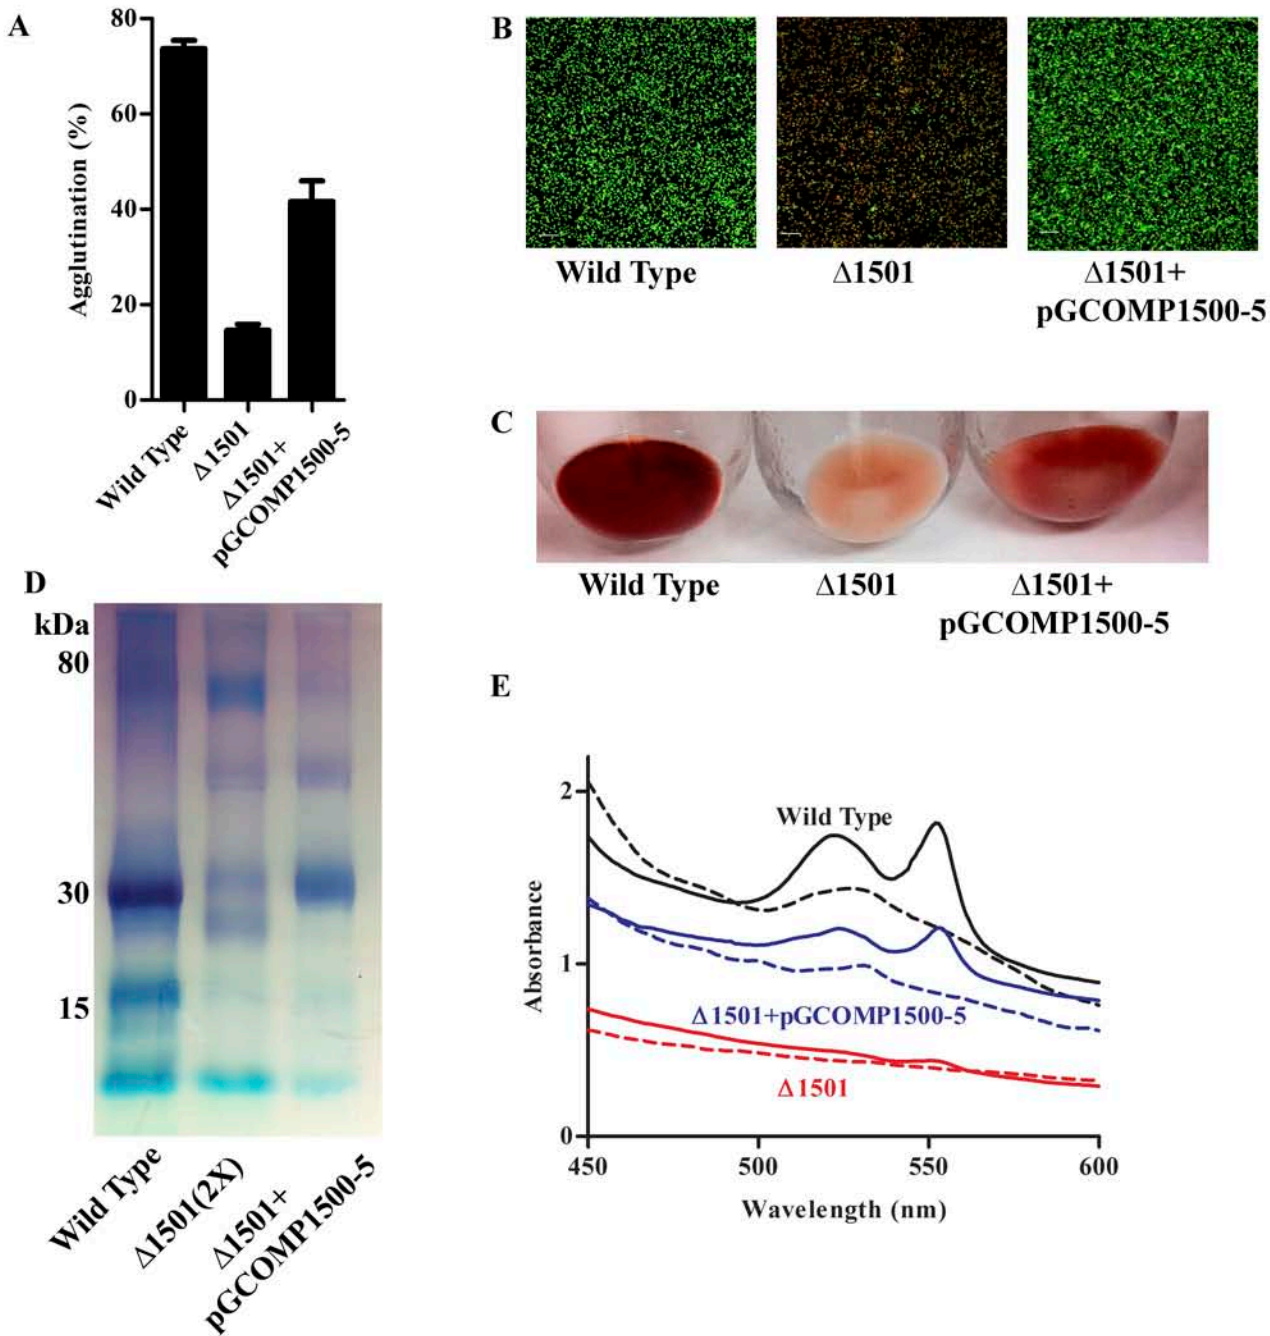 A
80
60
40
20
0
Agglutination (%)
Wild Type
Δ1501
Δ1501+
pGCOMP1500-5
B
Wild Type
Δ1501
Δ1501+
pGCOMP1500-5
C
Wild Type
Δ1501
Δ1501+
pGCOMP1500-5
D
kDa
80
30
15
Wild Type
Δ1501(2X)
Δ1501+
pGCOMP1500-5
E
Absorbance
2
1
0
Wild Type
Δ1501+pGCOMP1500-5
Δ1501
450
500
550
600
Wavelength (nm)